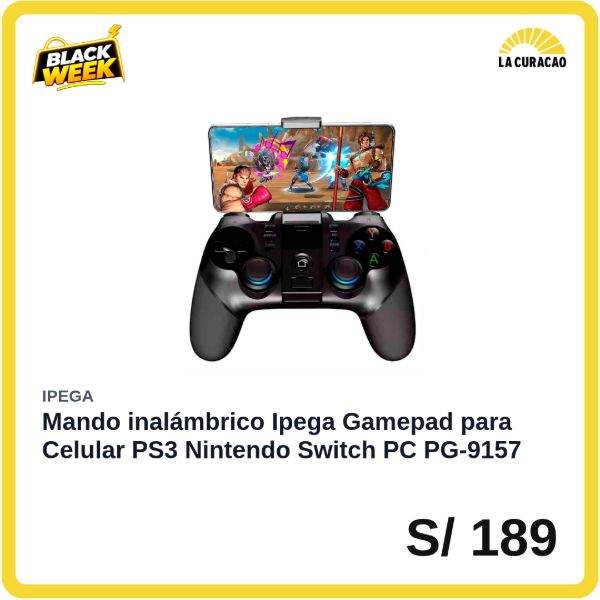 BLACK
WEEK
LA CURACAO
Y
X
B
A
IPEGA
Mando inalámbrico Ipega Gamepad para
Celular PS3 Nintendo Switch PC PG-9157
S/ 189